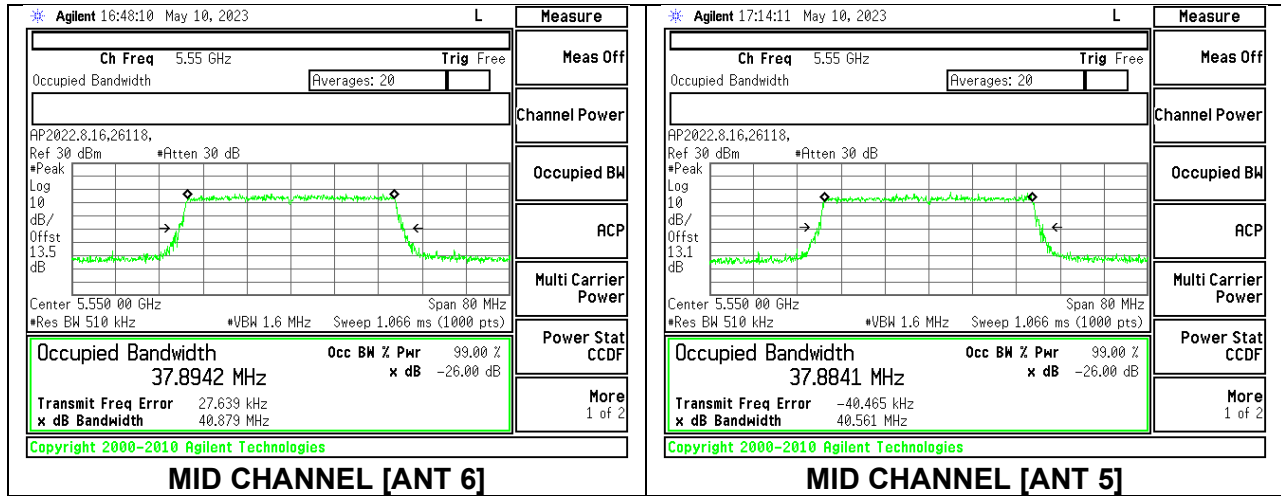 Agilent 16:48:10 May 10, 2023 L
Measure
Ch Freq 5.55 GHz Trig Free
Occupied Bandwidth Averages: 20
AP2022.8.16,26118,
Ref 30 dBm #Atten 30 dB
#Peak
Log
10
dB/
Offst
13.5
dB
Center 5.550 00 GHz Span 80 MHz
#Res BW 510 kHz #VBW 1.6 MHz Sweep 1.066 ms (1000 pts)
Occupied Bandwidth Occ BW % Pwr 99.00 %
37.8942 MHz x dB -26.00 dB
Transmit Freq Error 27.639 kHz
x dB Bandwidth 40.879 MHz
Copyright 2000-2010 Agilent Technologies
Meas Off
Channel Power
Occupied BW
ACP
Multi Carrier
Power
Power Stat
CCDF
More
1 of 2
MID CHANNEL [ANT 6]
Agilent 17:14:11 May 10, 2023 L
Measure
Ch Freq 5.55 GHz Trig Free
Occupied Bandwidth Averages: 20
AP2022.8.16,26118,
Ref 30 dBm #Atten 30 dB
#Peak
Log
10
dB/
Offst
13.1
dB
Center 5.550 00 GHz Span 80 MHz
#Res BW 510 kHz #VBW 1.6 MHz Sweep 1.066 ms (1000 pts)
Occupied Bandwidth Occ BW % Pwr 99.00 %
37.8841 MHz x dB -26.00 dB
Transmit Freq Error -40.465 kHz
x dB Bandwidth 40.561 MHz
Copyright 2000-2010 Agilent Technologies
Meas Off
Channel Power
Occupied BW
ACP
Multi Carrier
Power
Power Stat
CCDF
More
1 of 2
MID CHANNEL [ANT 5]